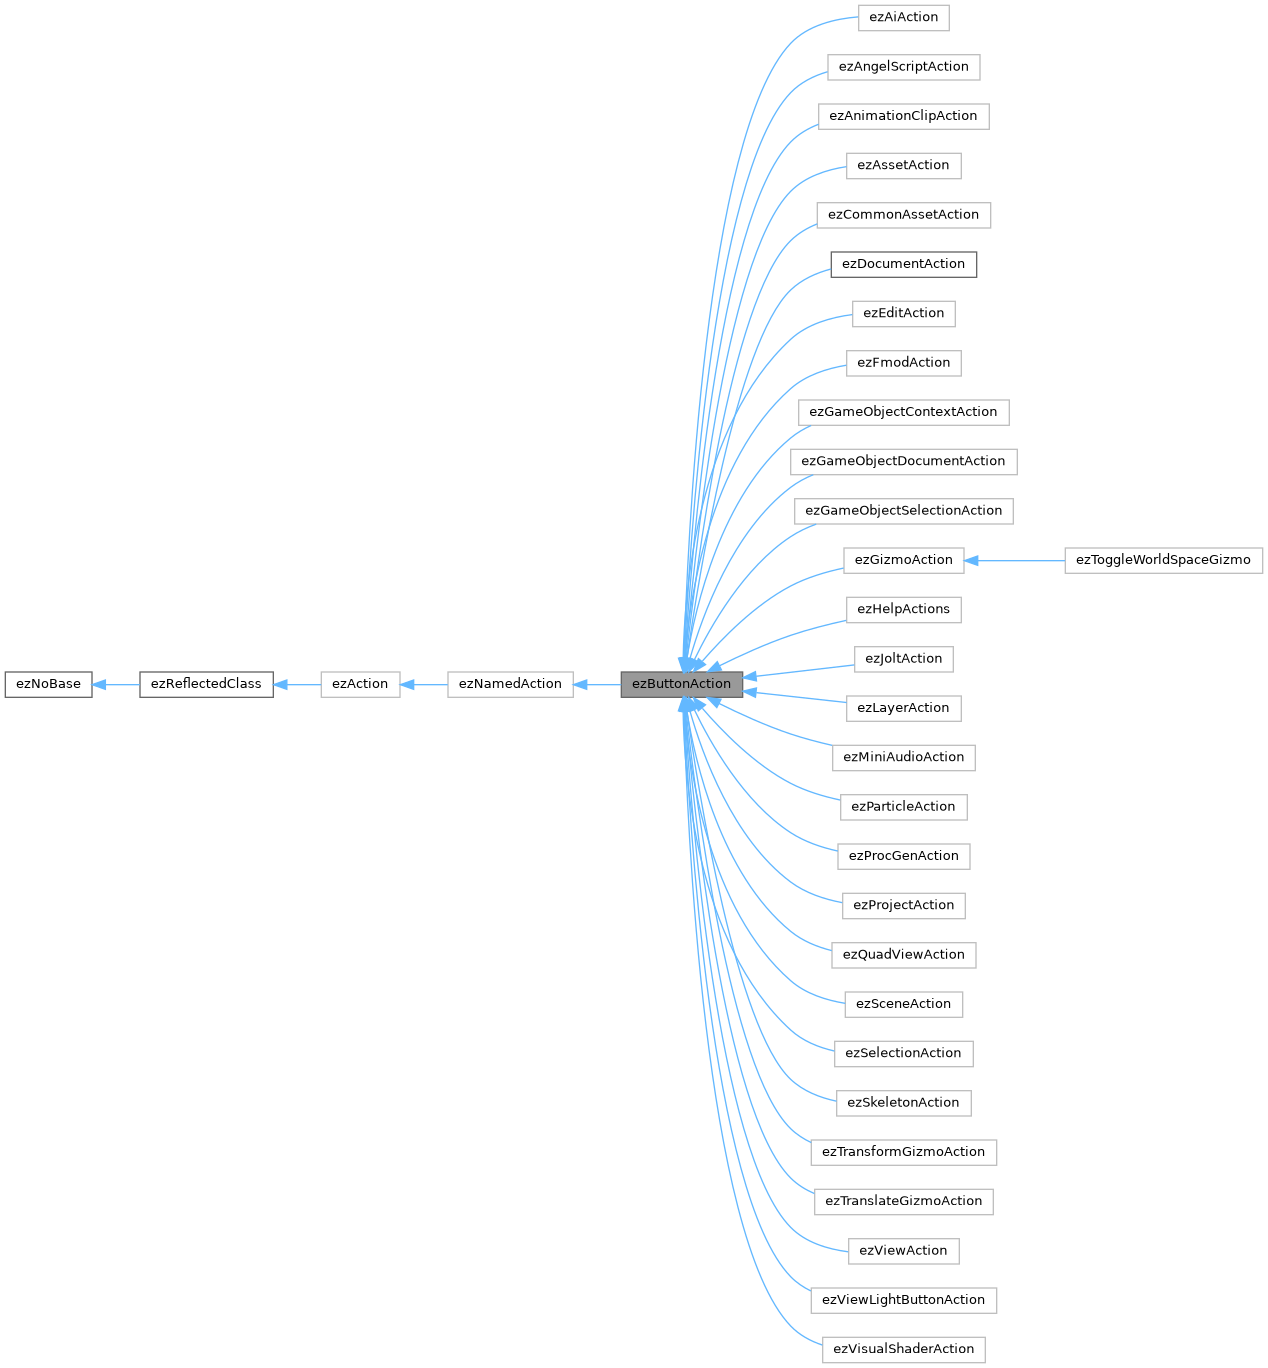 ezAiAction
ezAngelScriptAction
ezAnimationClipAction
ezAssetAction
ezCommonAssetAction
ezDocumentAction
ezEditAction
ezFmodAction
ezGameObjectContextAction
ezGameObjectDocumentAction
ezGameObjectSelectionAction
ezGizmoAction
ezToggleWorldSpaceGizmo
ezHelpActions
ezJoltAction
ezNoBase
ezReflectedClass
ezAction
ezNamedAction
ezButtonAction
ezLayerAction
ezMiniAudioAction
ezParticleAction
ezProcGenAction
ezProjectAction
ezQuadViewAction
ezSceneAction
ezSelectionAction
ezSkeletonAction
ezTransformGizmoAction
ezTranslateGizmoAction
ezViewAction
ezViewLightButtonAction
ezVisualShaderAction